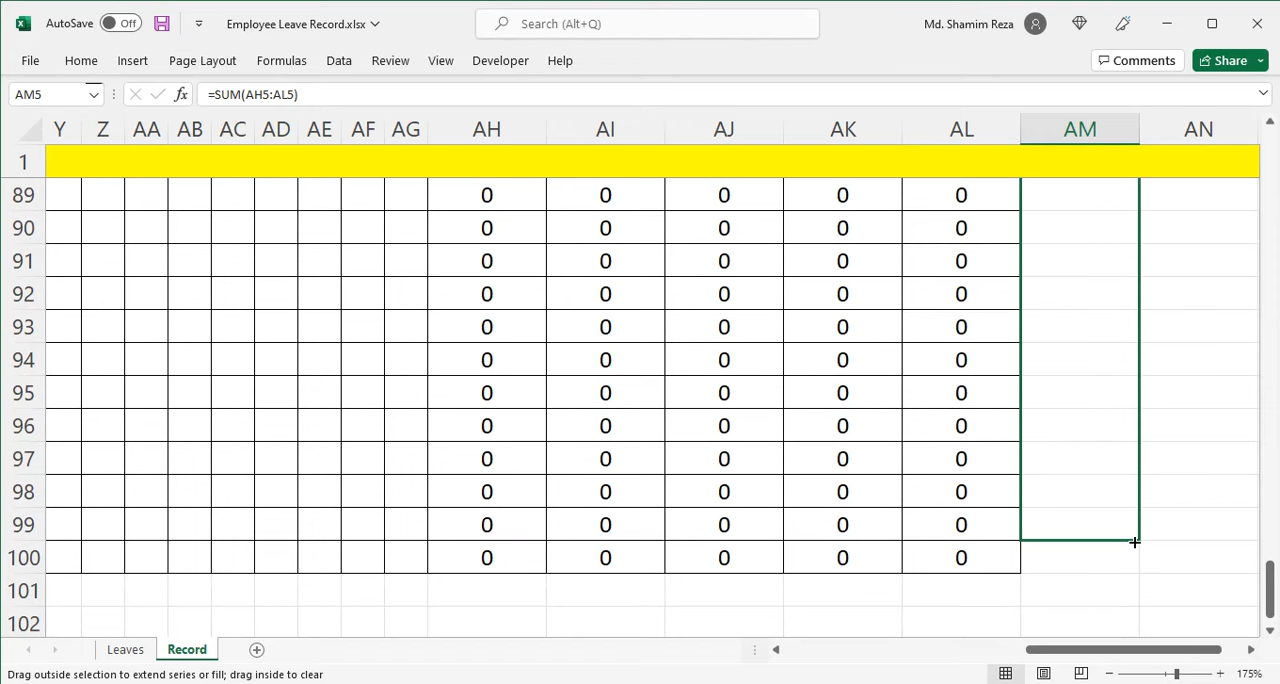 AutoSave Off Employee Leave Record.xlsx Search (Alt+Q) Md. Shamim Reza
File Home Insert Page Layout Formulas Data Review View Developer Help Comments Share
AM5 fx =SUM(AH5:AL5)
Y Z AA AB AC AD AE AF AG AH AI AJ AK AL AM AN
1
89 0 0 0 0 0
90 0 0 0 0 0
91 0 0 0 0 0
92 0 0 0 0 0
93 0 0 0 0 0
94 0 0 0 0 0
95 0 0 0 0 0
96 0 0 0 0 0
97 0 0 0 0 0
98 0 0 0 0 0
99 0 0 0 0 0
100 0 0 0 0 0
101
102
Leaves Record
Drag outside selection to extend series or fill; drag inside to clear 175%